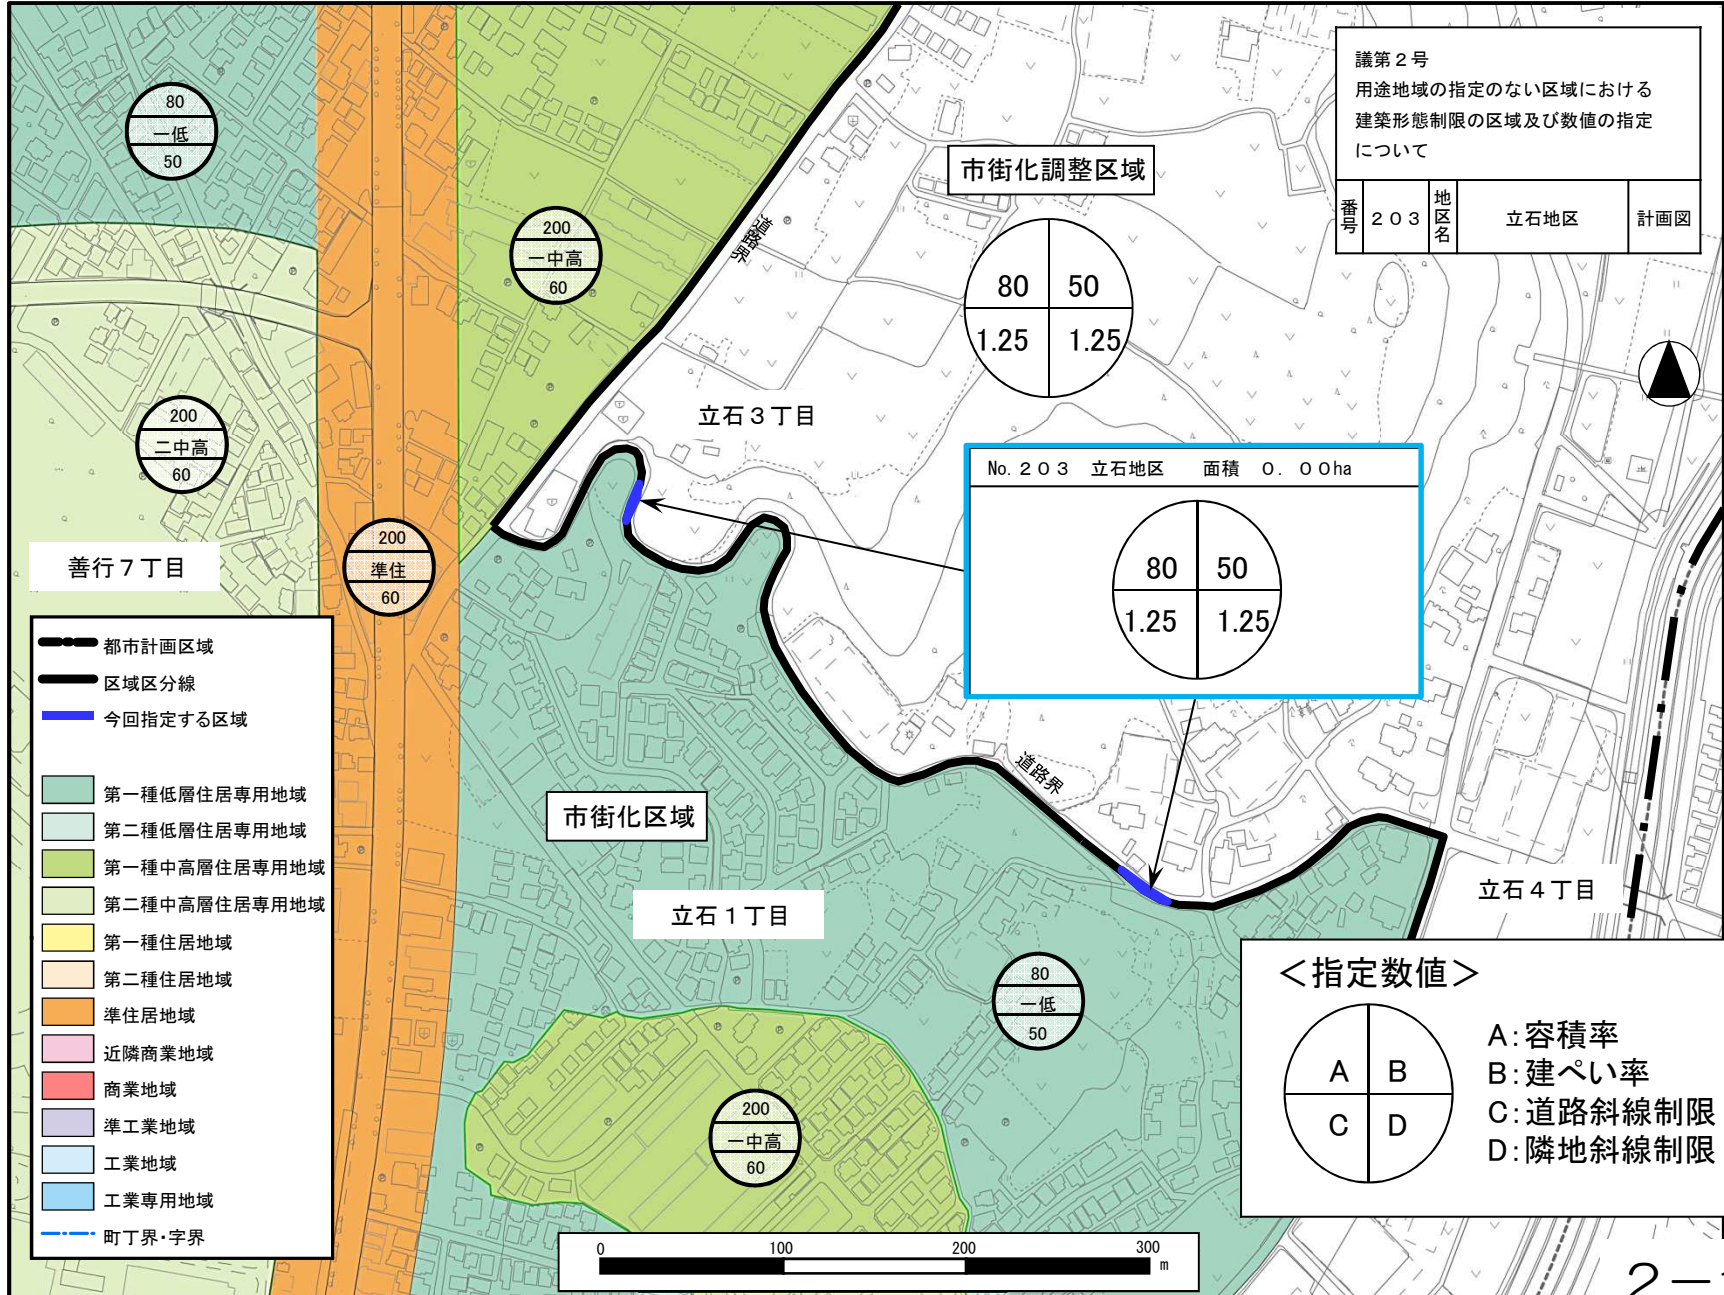 議第２号
用途地域の指定のない区域における
建築形態制限の区域及び数値の指定
について
番号 ２０３ 地区名 立石地区 計画図
80
一低
50
200
一中高
60
市街化調整区域
道路界
80 50
1.25 1.25
立石３丁目
200
二中高
60
No.２０３ 立石地区 面積 ０．００ha
80 50
1.25 1.25
善行７丁目
200
準住
60
都市計画区域
区域区分線
今回指定する区域
第一種低層住居専用地域
第二種低層住居専用地域
第一種中高層住居専用地域
第二種中高層住居専用地域
第一種住居地域
第二種住居地域
準住居地域
近隣商業地域
商業地域
準工業地域
工業地域
工業専用地域
町丁界・字界
市街化区域
道路界
立石１丁目
立石４丁目
80
一低
50
200
一中高
60
＜指定数値＞
A B
C D
A：容積率
B：建ぺい率
C：道路斜線制限
D：隣地斜線制限
0 100 200 300
m